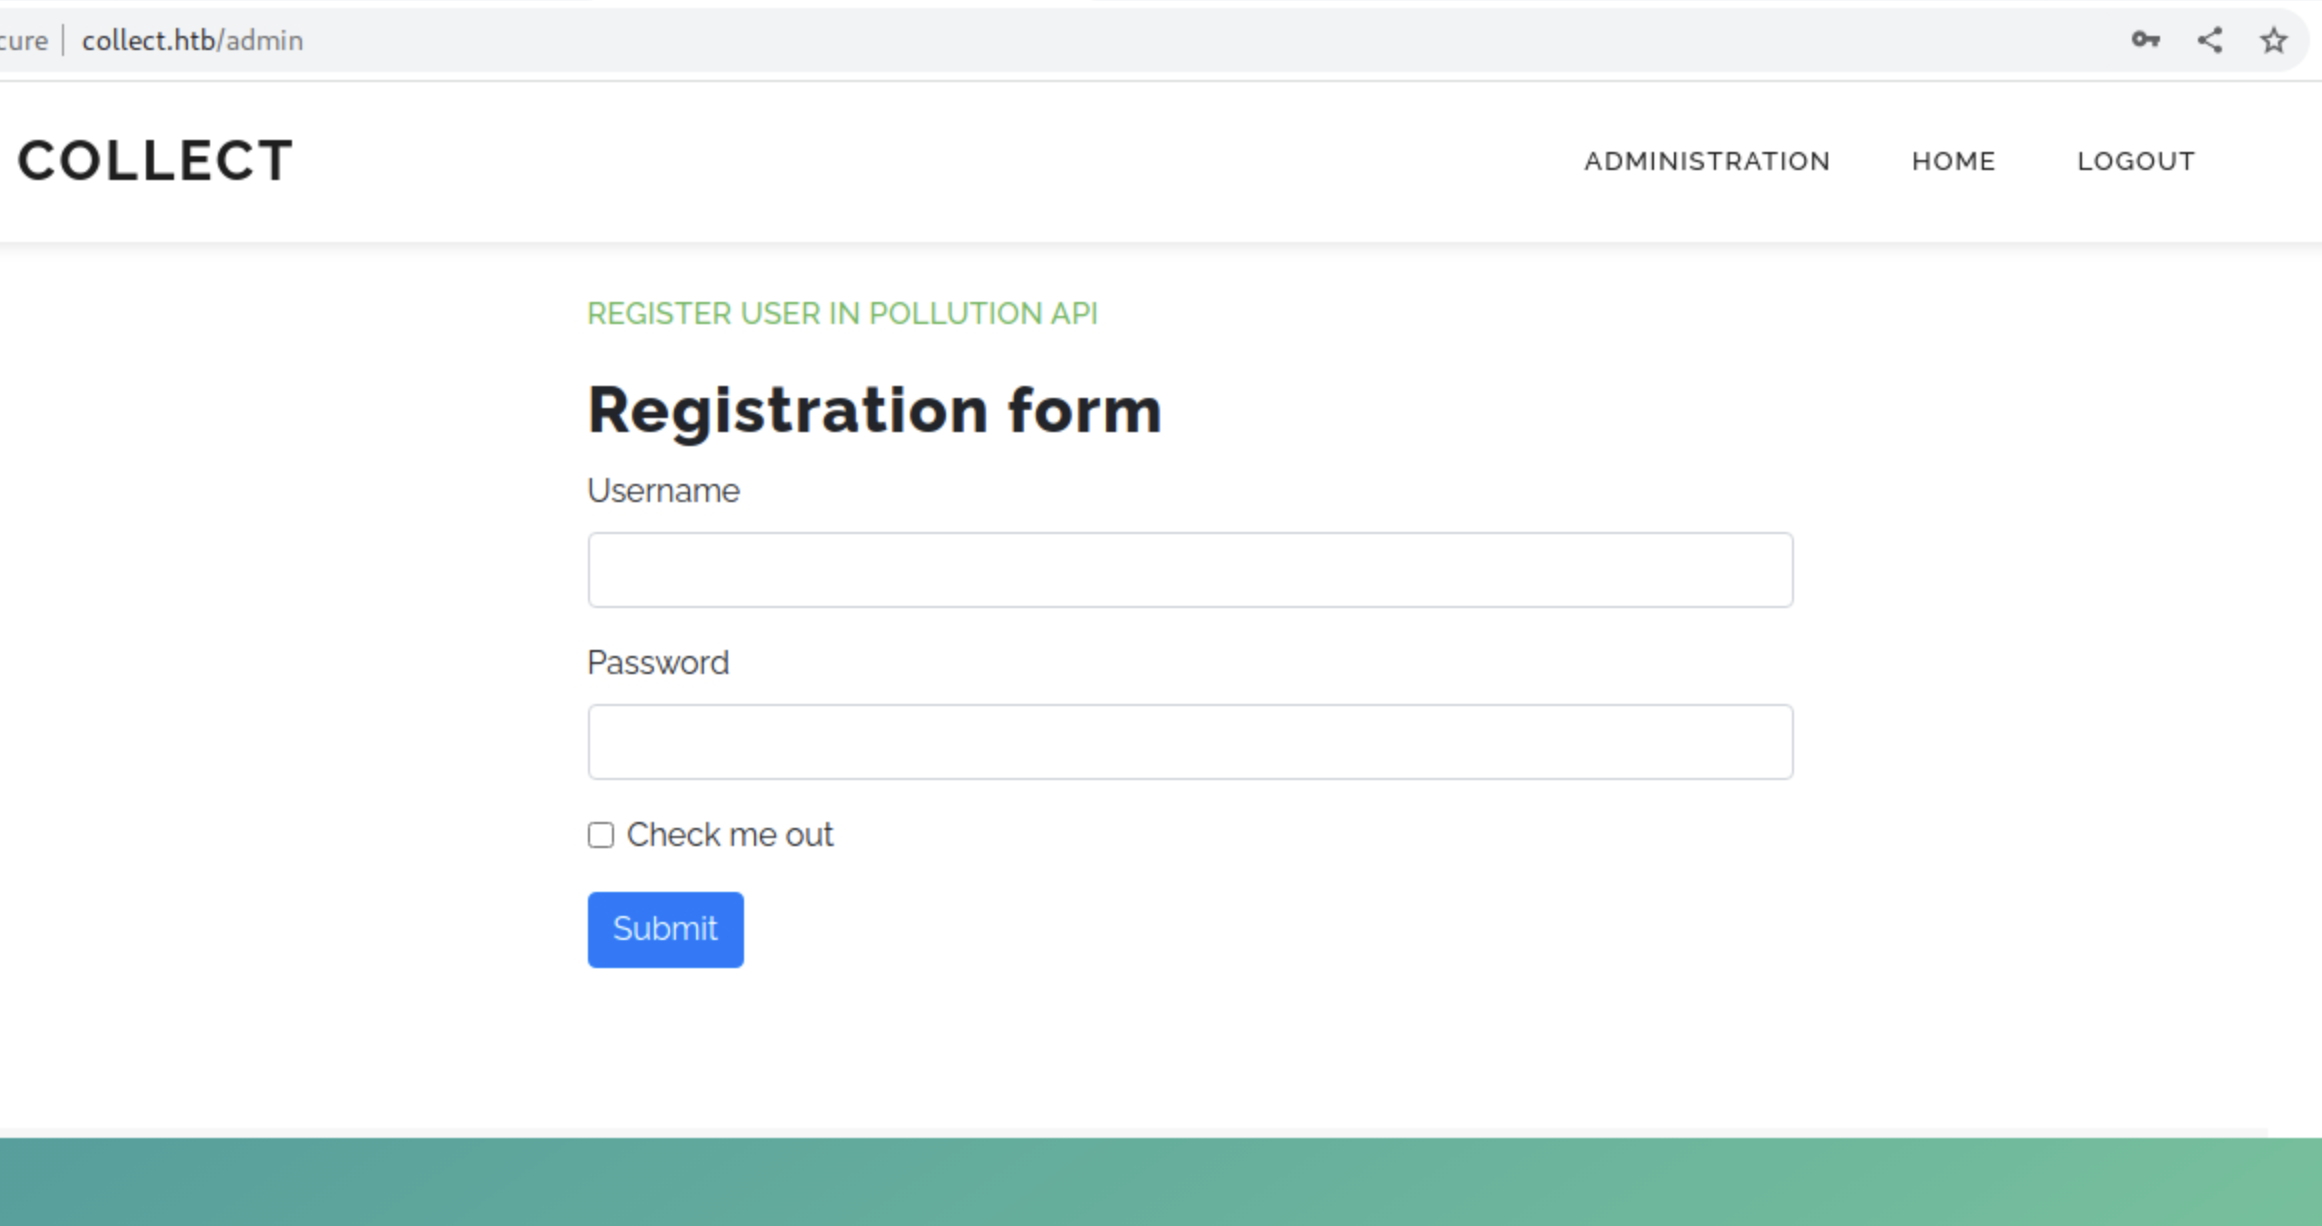 cure collect.htb/admin
COLLECT ADMINISTRATION HOME LOGOUT
REGISTER USER IN POLLUTION API
Registration form
Username
Password
Check me out
Submit